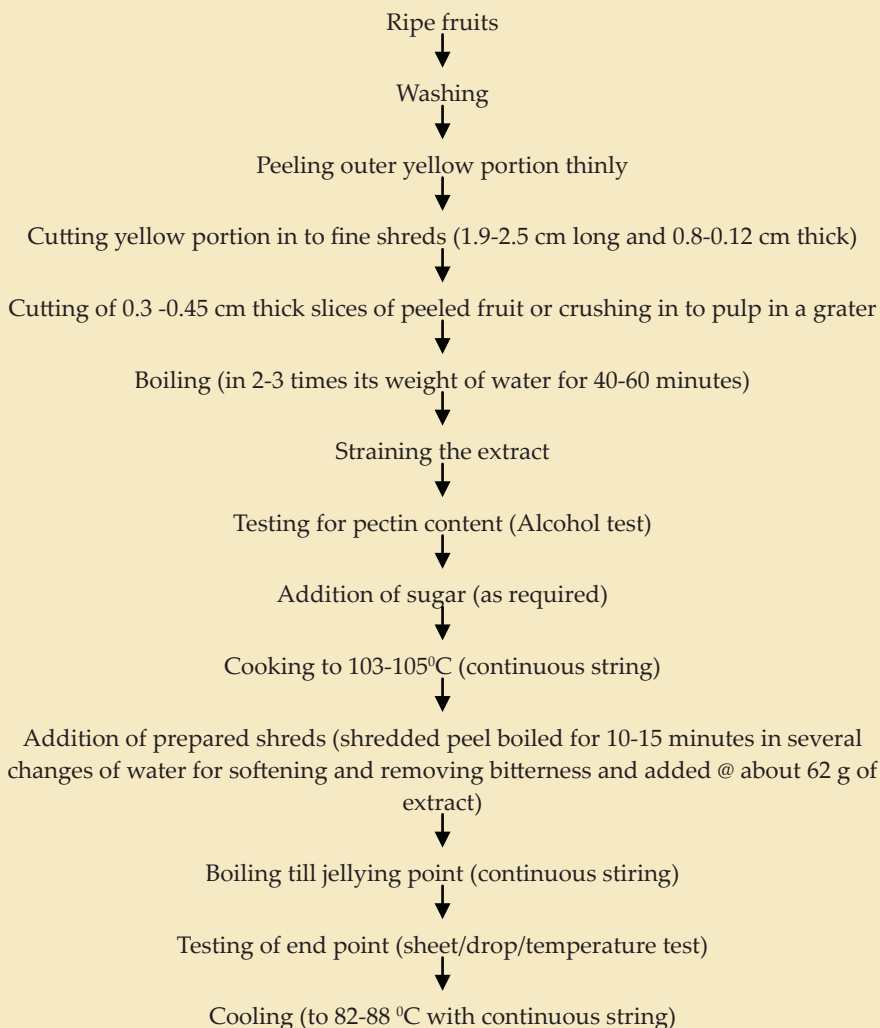 Ripe fruits
Washing
Peeling outer yellow portion thinly
Cutting yellow portion in to fine shreds (1.9-2.5 cm long and 0.8-0.12 cm thick)
Cutting of 0.3 -0.45 cm thick slices of peeled fruit or crushing in to pulp in a grater
Boiling (in 2-3 times its weight of water for 40-60 minutes)
Straining the extract
Testing for pectin content (Alcohol test)
Addition of sugar (as required)
Cooking to 103-105⁰C (continuous string)
Addition of prepared shreds (shredded peel boiled for 10-15 minutes in several
changes of water for softening and removing bitterness and added @ about 62 g of
extract)
Boiling till jellying point (continuous stiring)
Testing of end point (sheet/drop/temperature test)
Cooling (to 82-88 ⁰C with continuous string)